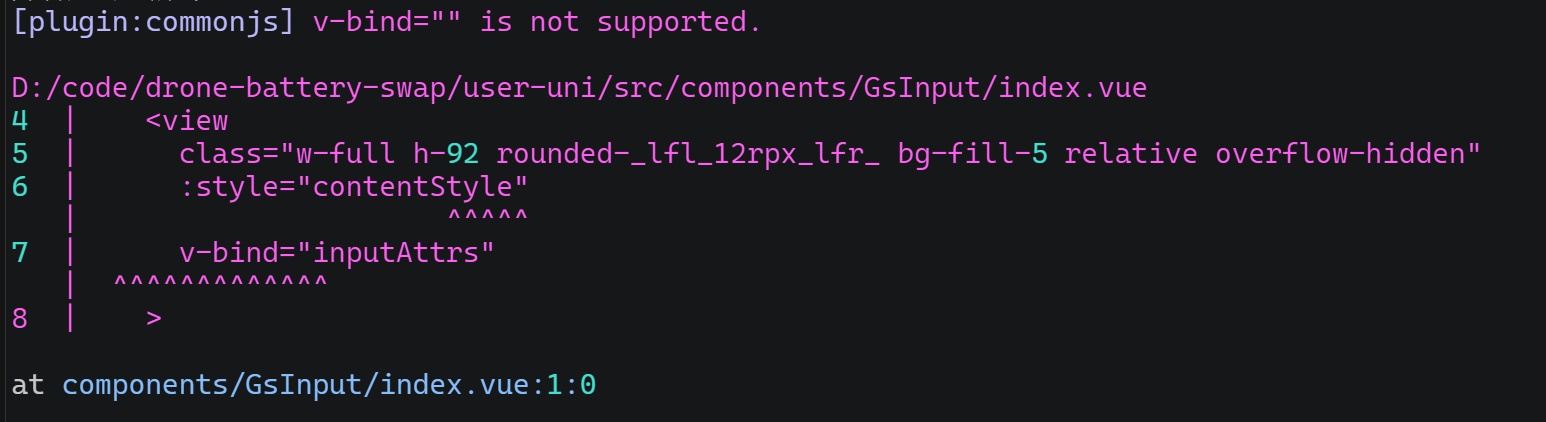 [plugin:commonjs] v-bind="" is not supported.
D:/code/drone-battery-swap/user-uni/src/components/GsInput/index.vue
4  |    <view
5  |      class="w-full h-92 rounded-_lfl_12rpx_lfr_ bg-fill-5 relative overflow-hidden"
6  |      :style="contentStyle"
   |                      ^^^^^
7  |      v-bind="inputAttrs"
   |  ^^^^^^^^^^^^^
8  |    >
at components/GsInput/index.vue:1:0